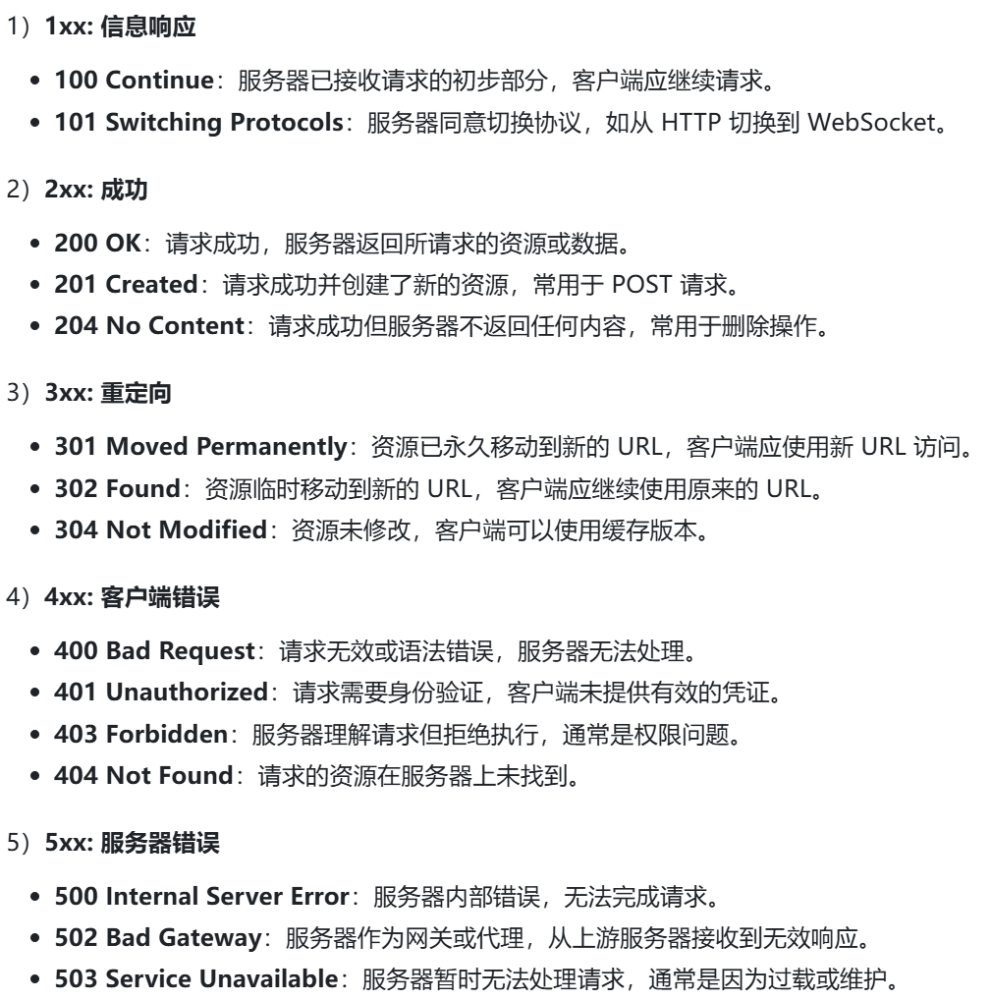 1）1xx: 信息响应
• 100 Continue：服务器已接收请求的初步部分，客户端应继续请求。
• 101 Switching Protocols：服务器同意切换协议，如从 HTTP 切换到 WebSocket。
2）2xx: 成功
• 200 OK：请求成功，服务器返回所请求的资源或数据。
• 201 Created：请求成功并创建了新的资源，常用于 POST 请求。
• 204 No Content：请求成功但服务器不返回任何内容，常用于删除操作。
3）3xx: 重定向
• 301 Moved Permanently：资源已永久移动到新的 URL，客户端应使用新 URL 访问。
• 302 Found：资源临时移动到新的 URL，客户端应继续使用原来的 URL。
• 304 Not Modified：资源未修改，客户端可以使用缓存版本。
4）4xx: 客户端错误
• 400 Bad Request：请求无效或语法错误，服务器无法处理。
• 401 Unauthorized：请求需要身份验证，客户端未提供有效的凭证。
• 403 Forbidden：服务器理解请求但拒绝执行，通常是权限问题。
• 404 Not Found：请求的资源在服务器上未找到。
5）5xx: 服务器错误
• 500 Internal Server Error：服务器内部错误，无法完成请求。
• 502 Bad Gateway：服务器作为网关或代理，从上游服务器接收到无效响应。
• 503 Service Unavailable：服务器暂时无法处理请求，通常是因为过载或维护。